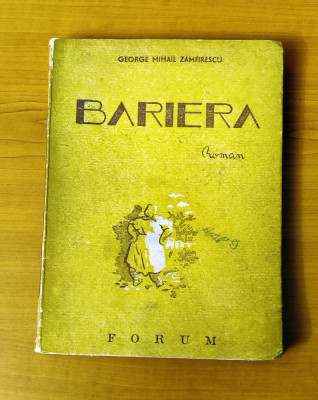 GEORGE MIHAIL ZAMFIRESCU
BARIERA
Roman
FORUM